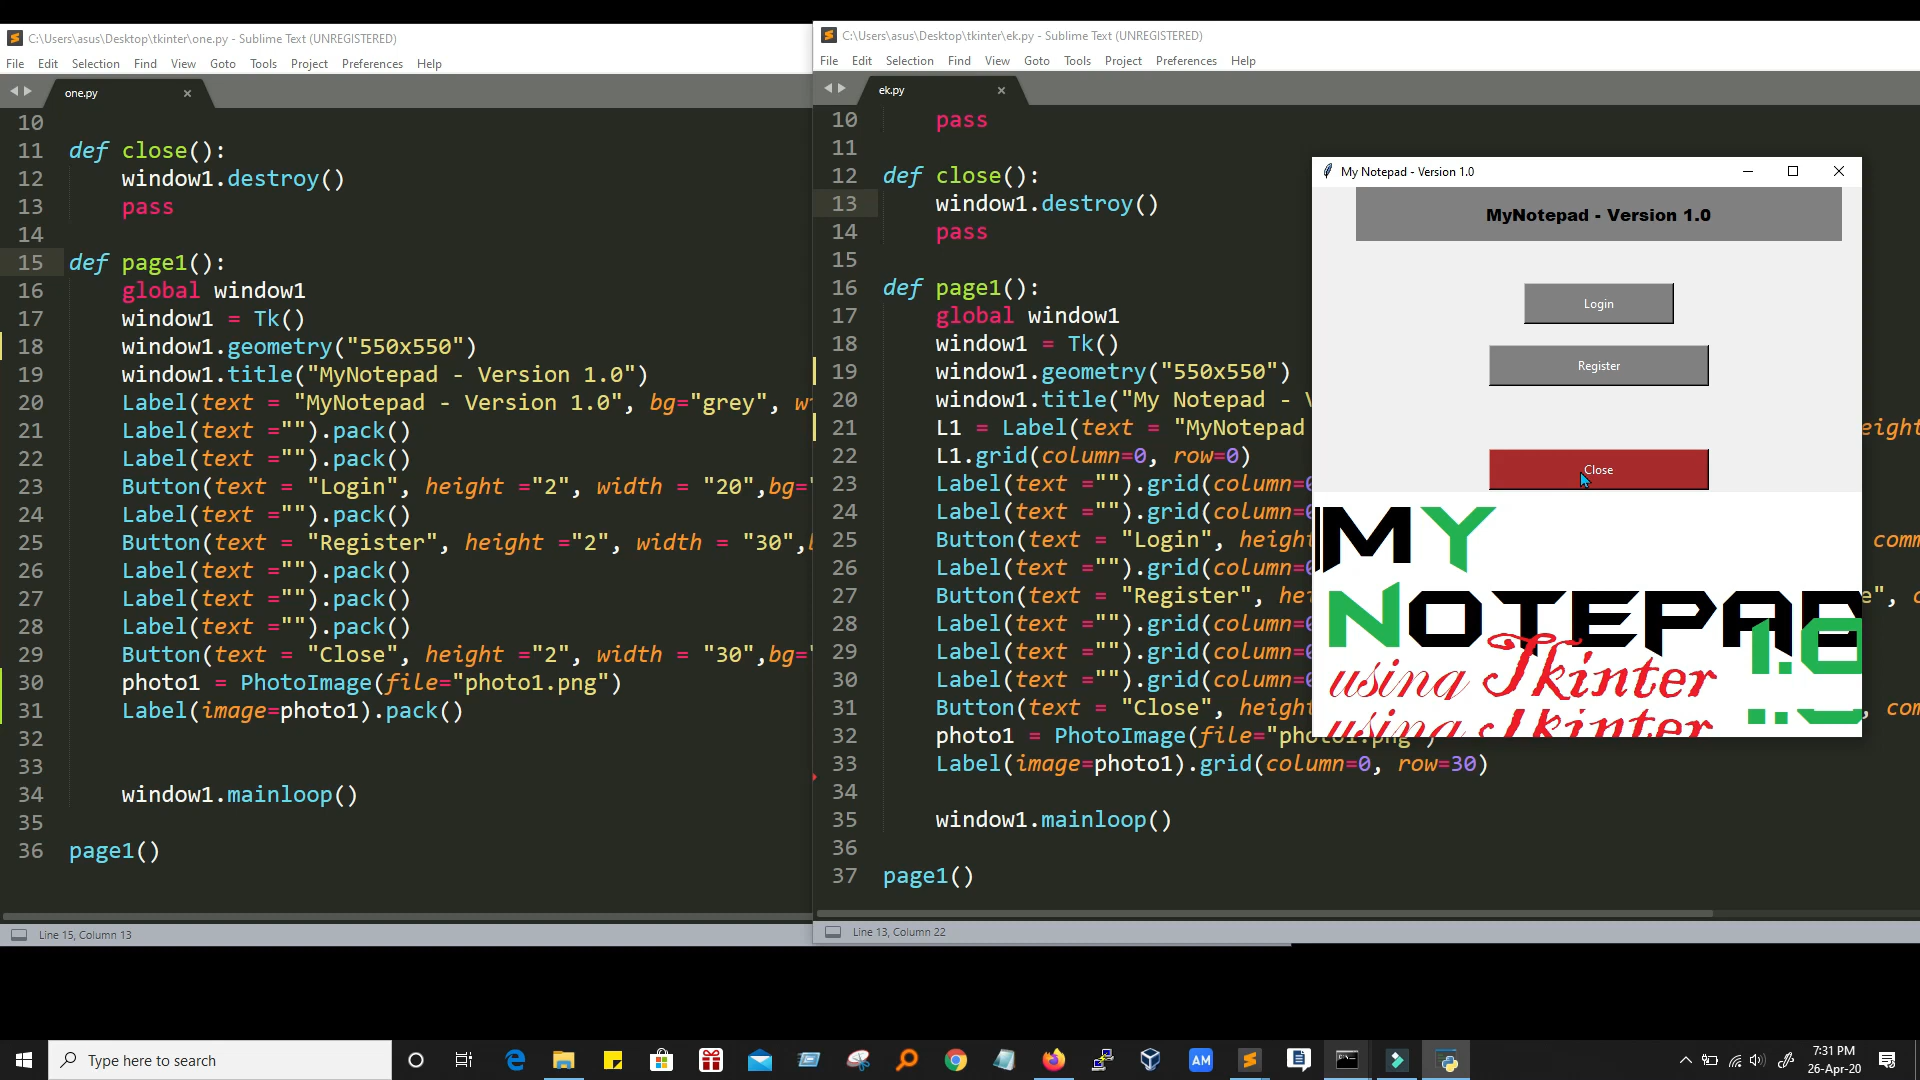 C:\Users\asus\Desktop\tkinter\one.py - Sublime Text (UNREGISTERED)
File Edit Selection Find View Goto Tools Project Preferences Help
one.py
10
11 def close():
12 window1.destroy()
13 pass
14
15 def page1():
16 global window1
17 window1 = Tk()
18 window1.geometry("550x550")
19 window1.title("MyNotepad - Version 1.0")
20 Label(text = "MyNotepad - Version 1.0", bg="grey",
21 Label(text ="").pack()
22 Label(text ="").pack()
23 Button(text = "Login", height ="2", width = "20",bg="
24 Label(text ="").pack()
25 Button(text = "Register", height ="2", width = "30",
26 Label(text ="").pack()
27 Label(text ="").pack()
28 Label(text ="").pack()
29 Button(text = "Close", height ="2", width = "30",bg="
30 photo1 = PhotoImage(file="photo1.png")
31 Label(image=photo1).pack()
32
33
34 window1.mainloop()
35
36 page1()
Line 15, Column 13
C:\Users\asus\Desktop\tkinter\ek.py - Sublime Text (UNREGISTERED)
File Edit Selection Find View Goto Tools Project Preferences Help
ek.py
10 pass
11
12 def close():
13 window1.destroy()
14 pass
15
16 def page1():
17 global window1
18 window1 = Tk()
19 window1.geometry("550x550")
20 window1.title("My Notepad -
21 L1 = Label(text = "MyNotepad
22 L1.grid(column=0, row=0)
23 Label(text ="").grid(column=
24 Label(text ="").grid(column=
25 Button(text = "Login",
26 Label(text ="").grid(column=
27 Button(text = "Register",
28 Label(text ="").grid(column=
29 Label(text ="").grid(column=
30 Label(text ="").grid(column=
31 Button(text = "Close",
32 photo1 = PhotoImage(file="photo1.png")
33 Label(image=photo1).grid(column=0, row=30)
34
35 window1.mainloop()
36
37 page1()
Line 13, Column 22
My Notepad - Version 1.0
MyNotepad - Version 1.0
Login
Register
Close
MY
NOTEPAD
using Tkinter 1.0
using Tkinter
Type here to search
AM
7:31 PM
26-Apr-20